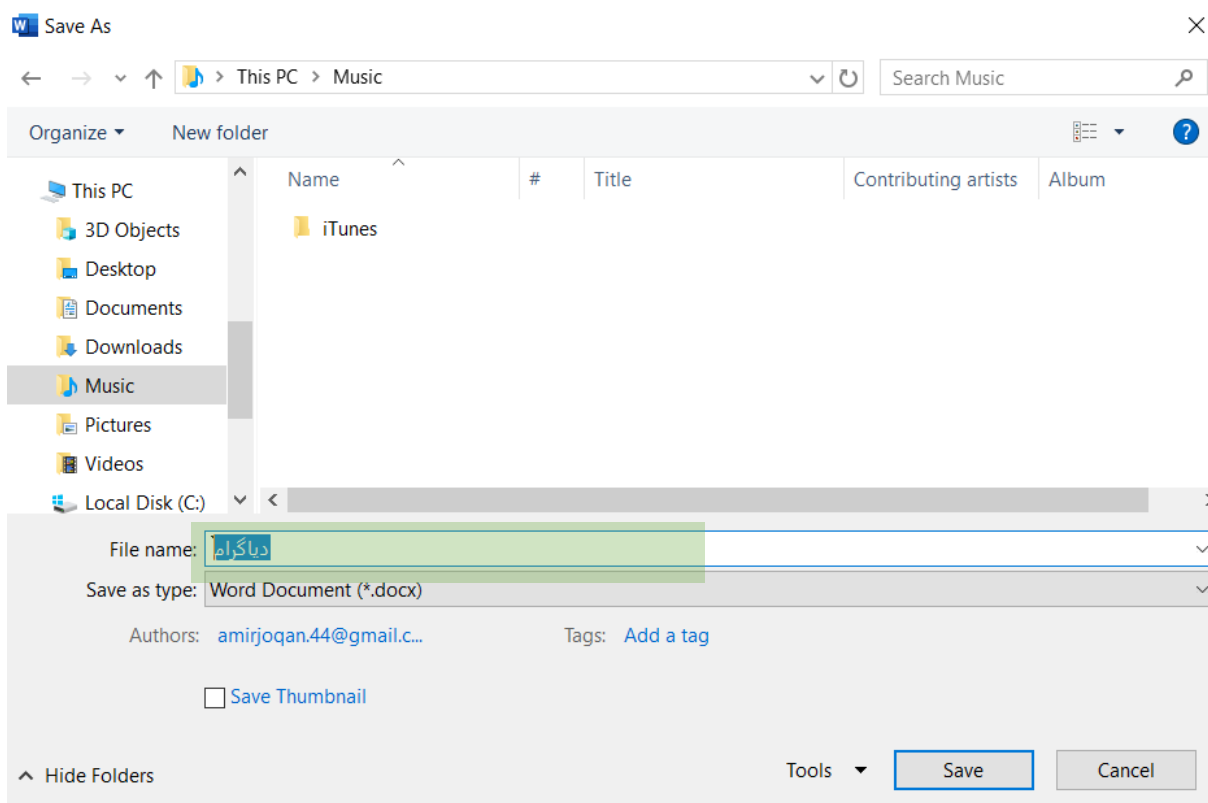 Save As
This PC > Music
Search Music
Organize
New folder
Name
#
Title
Contributing artists
Album
This PC
3D Objects
Desktop
Documents
Downloads
Music
Pictures
Videos
Local Disk (C:)
iTunes
File name: دیاگرام
Save as type: Word Document (*.docx)
Authors: amirjoqan.44@gmail.c...
Tags: Add a tag
Save Thumbnail
Hide Folders
Tools
Save
Cancel